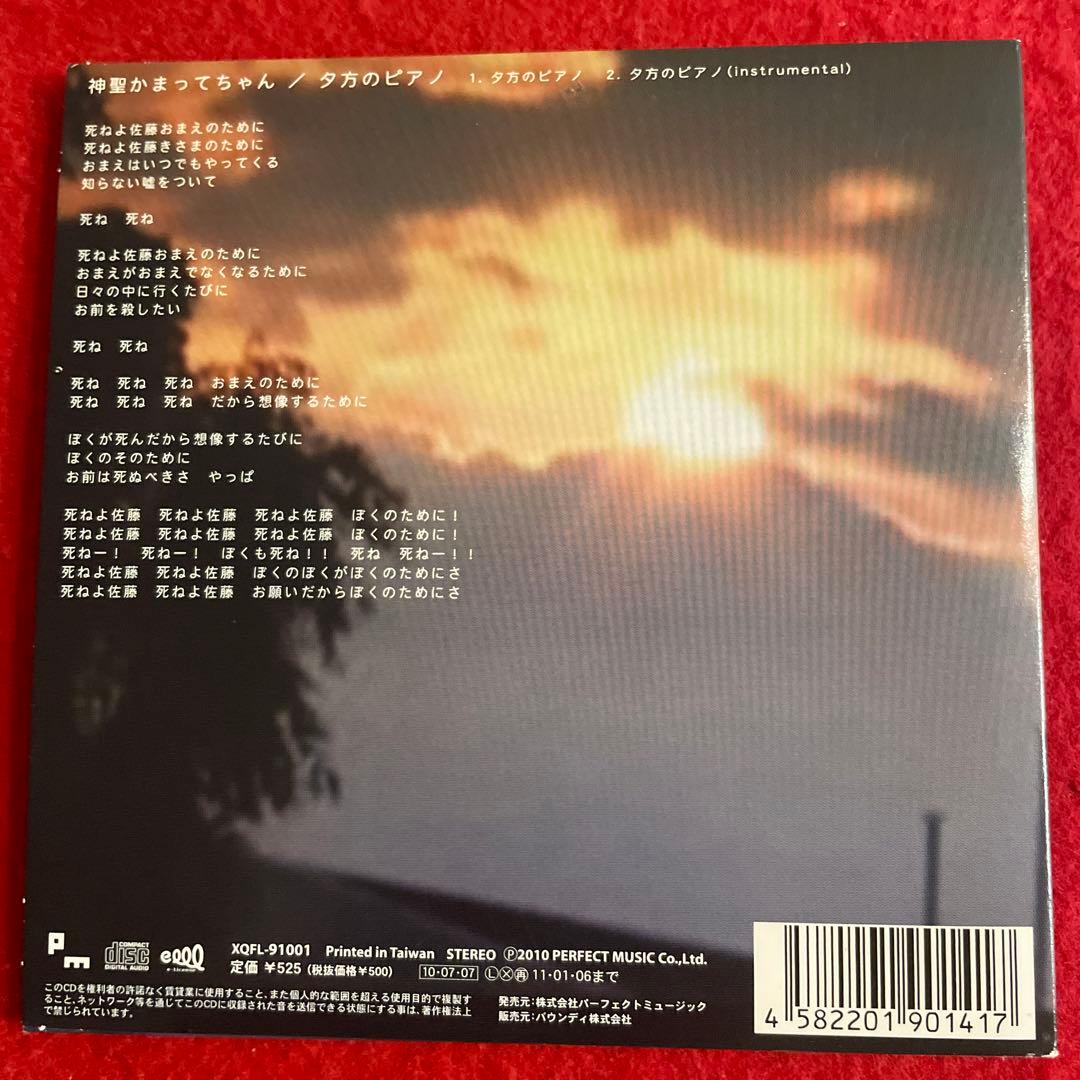 神聖かまってちゃん / 夕方のピアノ 1. 夕方のピアノ 2. 夕方のピアノ(instrumental)
死ねよ佐藤おまえのために
死ねよ佐藤きさまのために
おまえはいつでもやってくる
知らない嘘をついて
死ね 死ね
死ねよ佐藤おまえのために
おまえがおまえでなくなるために
日々の中に行くたびに
お前を殺したい
死ね 死ね
死ね 死ね 死ね おまえのために
死ね 死ね 死ね だから想像するために
ぼくが死んだから想像するたびに
ぼくのそのために
お前は死ぬべきさ やっぱ
死ねよ佐藤 死ねよ佐藤 死ねよ佐藤 ぼくのために!
死ねよ佐藤 死ねよ佐藤 死ねよ佐藤 ぼくのために!
死ねー! 死ねー! ぼくも死ね!! 死ね 死ねー!!
死ねよ佐藤 死ねよ佐藤 ぼくのぼくがぼくのためにさ
死ねよ佐藤 死ねよ佐藤 お願いだからぼくのためにさ
PM COMPACT disc DIGITAL AUDIO e-License XQFL-91001 Printed in Taiwan STEREO ℗2010 PERFECT MUSIC Co.,Ltd.
定価 ¥525 (税抜価格¥500) 10・07・07 Ⓛ Ⓧ 再 11・01・06まで
このCDを権利者の許諾なく賃貸業に使用すること、また個人的な範囲を超える使用目的で複製す
ること、ネットワーク等を通じてこのCDに収録された音を送信できる状態にする事は、著作権法上
で禁じられています。
発売元:株式会社パーフェクトミュージック
販売元:バウンディ株式会社
4 582201 901417